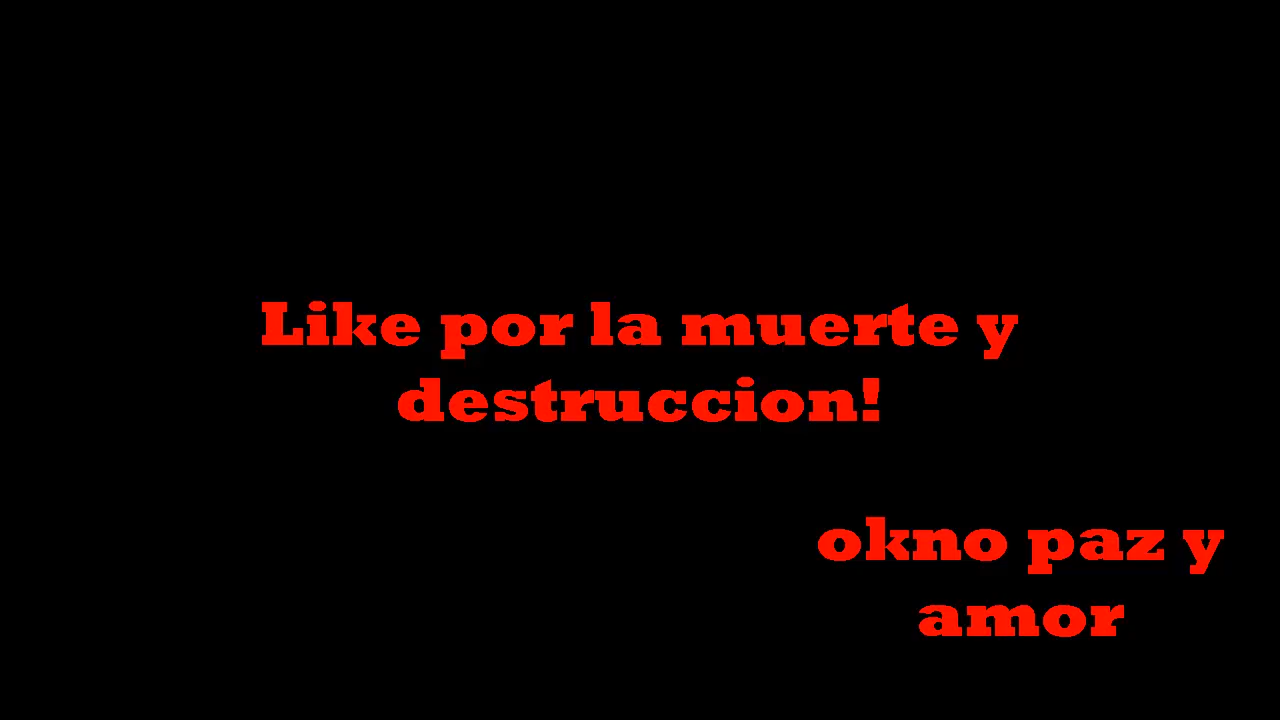 Like por la muerte y
destruccion!
okno paz y
amor